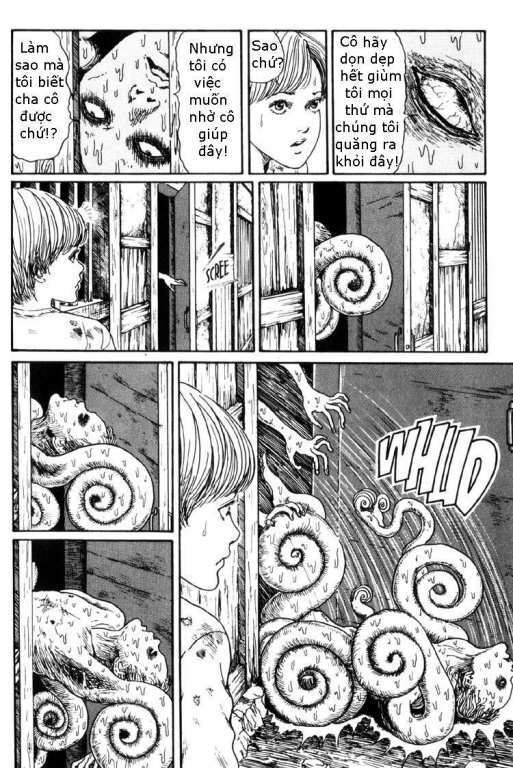 Làm
sao mà
tôi biết
cha cô
được
chứ!?
Nhưng
tôi có
việc
muốn
nhờ cô
giúp
đây!
Sao
chứ?
Cô hãy
dọn dẹp
hết giùm
tôi mọi
thứ mà
chúng tôi
quăng ra
khỏi đây!
SCREE
WHUD